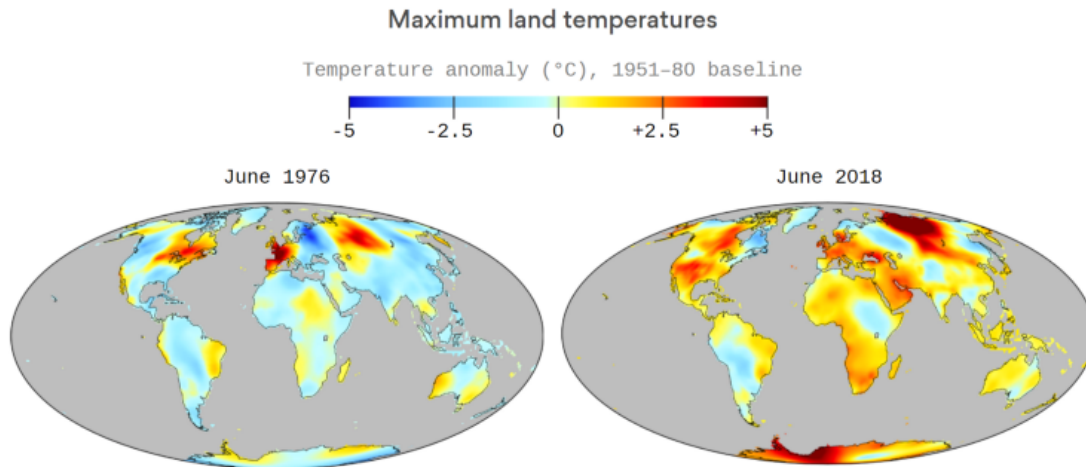 Maximum land temperatures
Temperature anomaly (°C), 1951–80 baseline
-5 -2.5 0 +2.5 +5
June 1976 June 2018